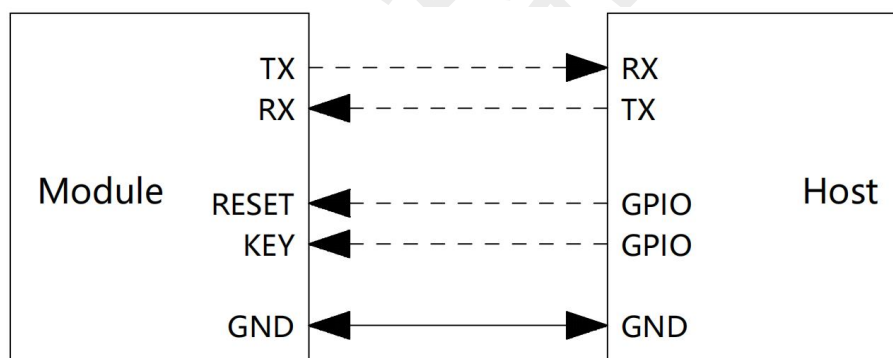 TX RX
RX TX
Module Host
RESET GPIO
KEY GPIO
GND GND